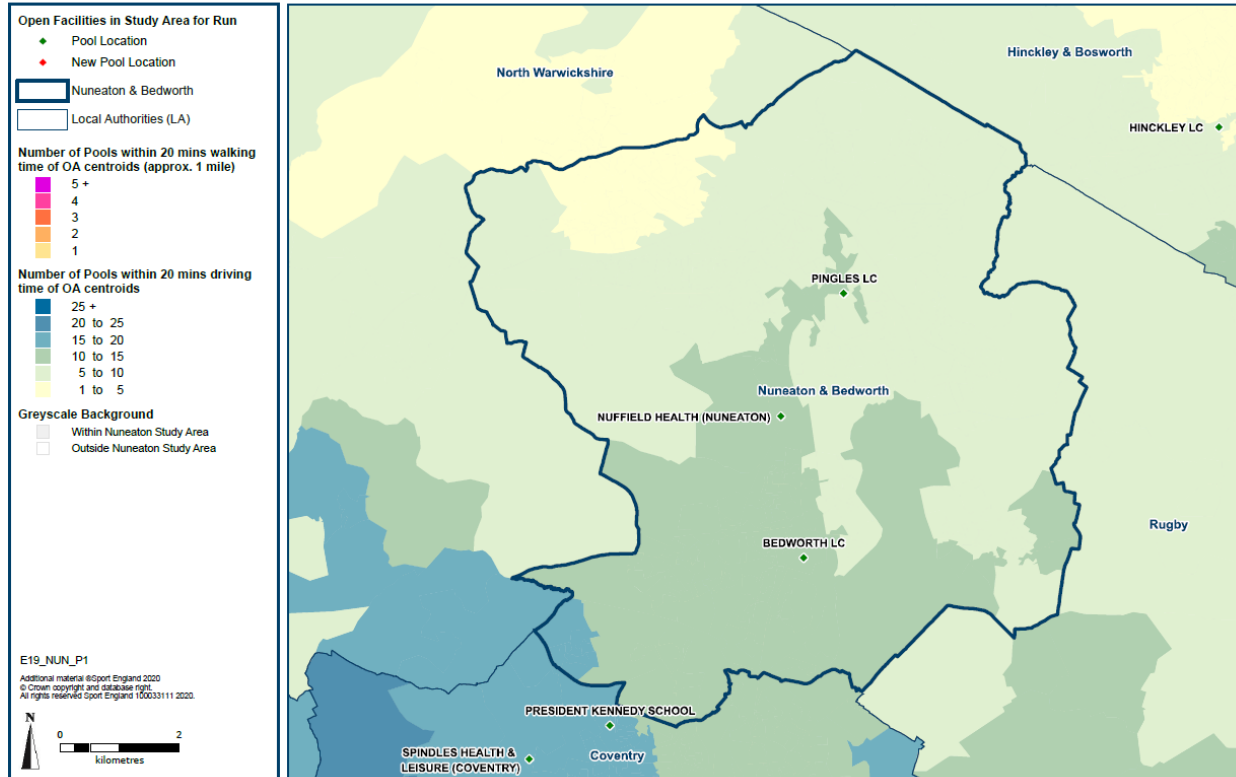 Open Facilities in Study Area for Run
Pool Location
New Pool Location
Nuneaton & Bedworth
Local Authorities (LA)
Number of Pools within 20 mins walking
time of OA centroids (approx. 1 mile)
5 +
4
3
2
1
Number of Pools within 20 mins driving
time of OA centroids
25 +
20 to 25
15 to 20
10 to 15
5 to 10
1 to 5
Greyscale Background
Within Nuneaton Study Area
Outside Nuneaton Study Area
E19_NUN_P1
Additional material ©Sport England 2020
© Crown copyright and database right.
All rights reserved Sport England 100033111 2020.
N
0 2
kilometres
North Warwickshire
Hinckley & Bosworth
HINCKLEY LC
PINGLES LC
Nuneaton & Bedworth
NUFFIELD HEALTH (NUNEATON)
Rugby
BEDWORTH LC
PRESIDENT KENNEDY SCHOOL
SPINDLES HEALTH &
LEISURE (COVENTRY)
Coventry